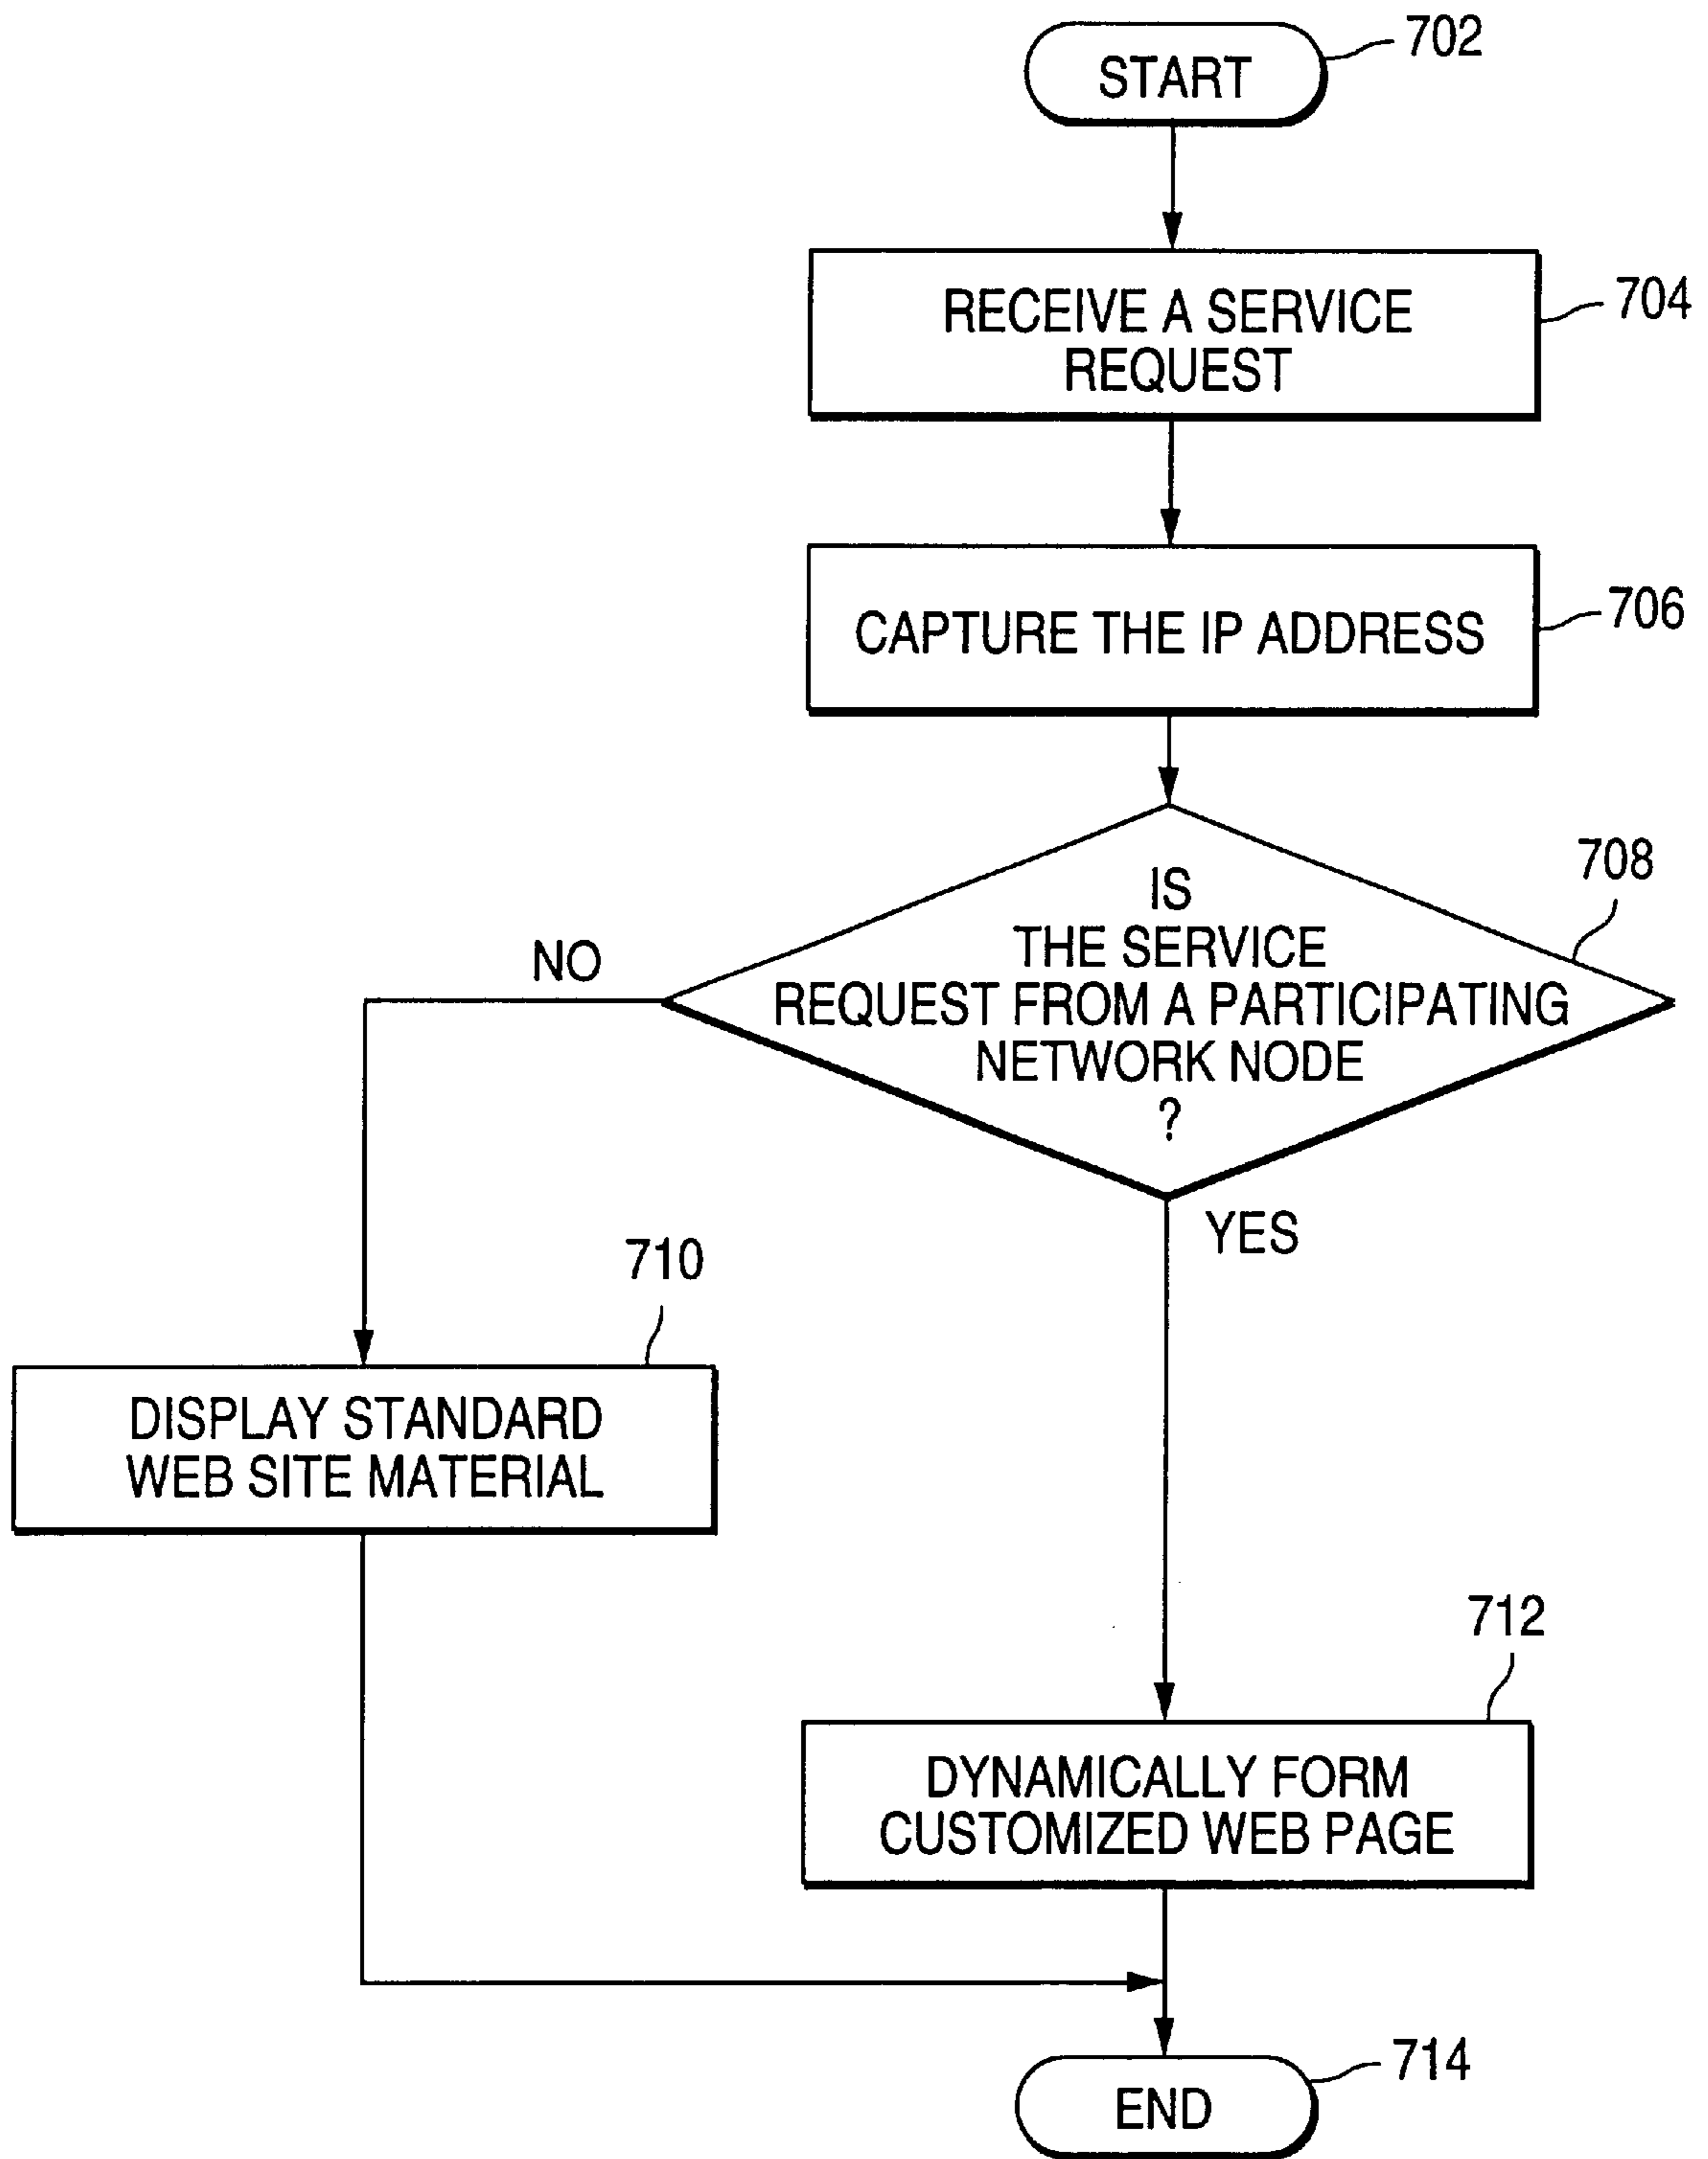 702
START
704
RECEIVE A SERVICE
REQUEST
706
CAPTURE THE IP ADDRESS
708
IS
THE SERVICE
REQUEST FROM A PARTICIPATING
NETWORK NODE
?
NO
YES
710
DISPLAY STANDARD
WEB SITE MATERIAL
712
DYNAMICALLY FORM
CUSTOMIZED WEB PAGE
714
END